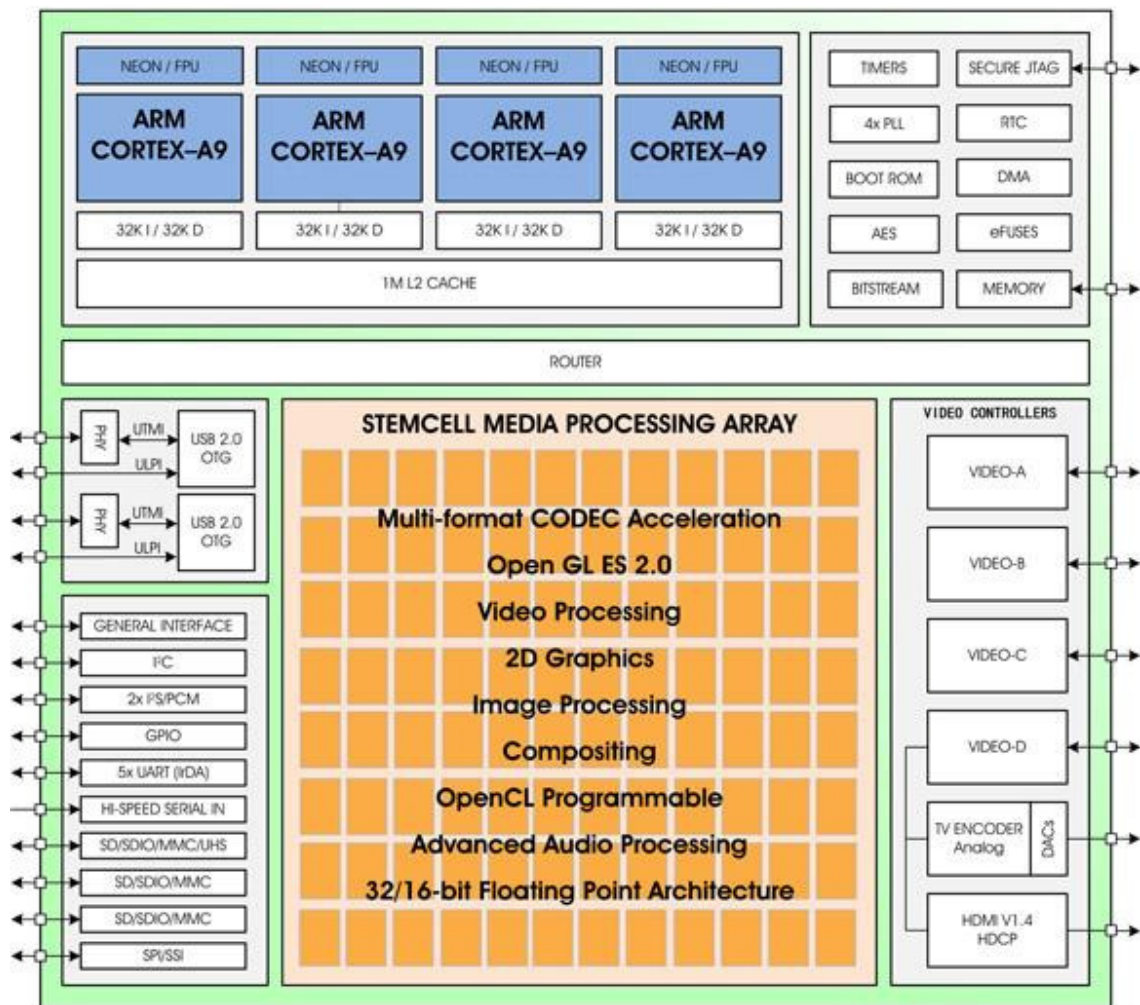 NEON / FPU
NEON / FPU
NEON / FPU
NEON / FPU
ARM
CORTEX–A9
ARM
CORTEX–A9
ARM
CORTEX–A9
ARM
CORTEX–A9
32K I / 32K D
32K I / 32K D
32K I / 32K D
32K I / 32K D
1M L2 CACHE
TIMERS
SECURE JTAG
4x PLL
RTC
BOOT ROM
DMA
AES
eFUSES
BITSTREAM
MEMORY
ROUTER
PHY
UTMI
ULPI
USB 2.0
OTG
PHY
UTMI
ULPI
USB 2.0
OTG
GENERAL INTERFACE
I²C
2x I²S/PCM
GPIO
5x UART (IrDA)
HI-SPEED SERIAL IN
SD/SDIO/MMC/UHS
SD/SDIO/MMC
SD/SDIO/MMC
SPI/SSI
STEMCELL MEDIA PROCESSING ARRAY
Multi-format CODEC Acceleration
Open GL ES 2.0
Video Processing
2D Graphics
Image Processing
Compositing
OpenCL Programmable
Advanced Audio Processing
32/16-bit Floating Point Architecture
VIDEO CONTROLLERS
VIDEO-A
VIDEO-B
VIDEO-C
VIDEO-D
TV ENCODER
Analog
DACs
HDMI V1.4
HDCP